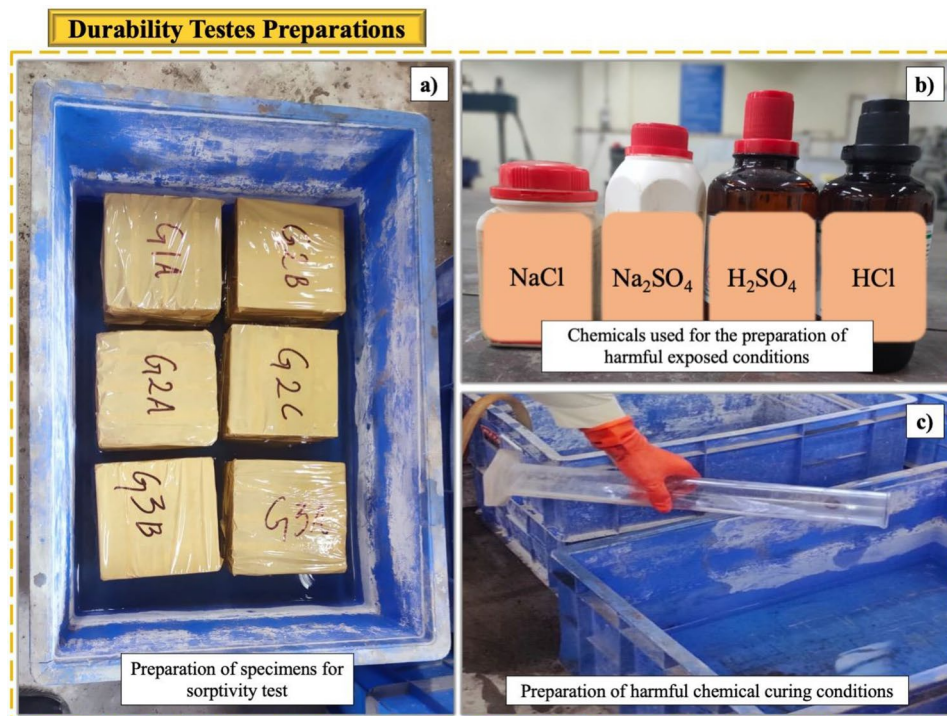 Durability Testes Preparations
a)
G1A
G2B
G2A
G2C
G3B
Preparation of specimens for
sorptivity test
b)
NaCl
Na₂SO₄
H₂SO₄
HCl
Chemicals used for the preparation of
harmful exposed conditions
c)
Preparation of harmful chemical curing conditions